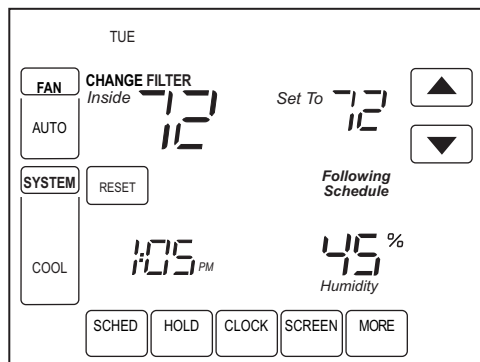 TUE
FAN
AUTO
CHANGE FILTER
Inside 72
Set To 72
SYSTEM
COOL
RESET
Following
Schedule
1:05 PM
45 %
Humidity
SCHED HOLD CLOCK SCREEN MORE